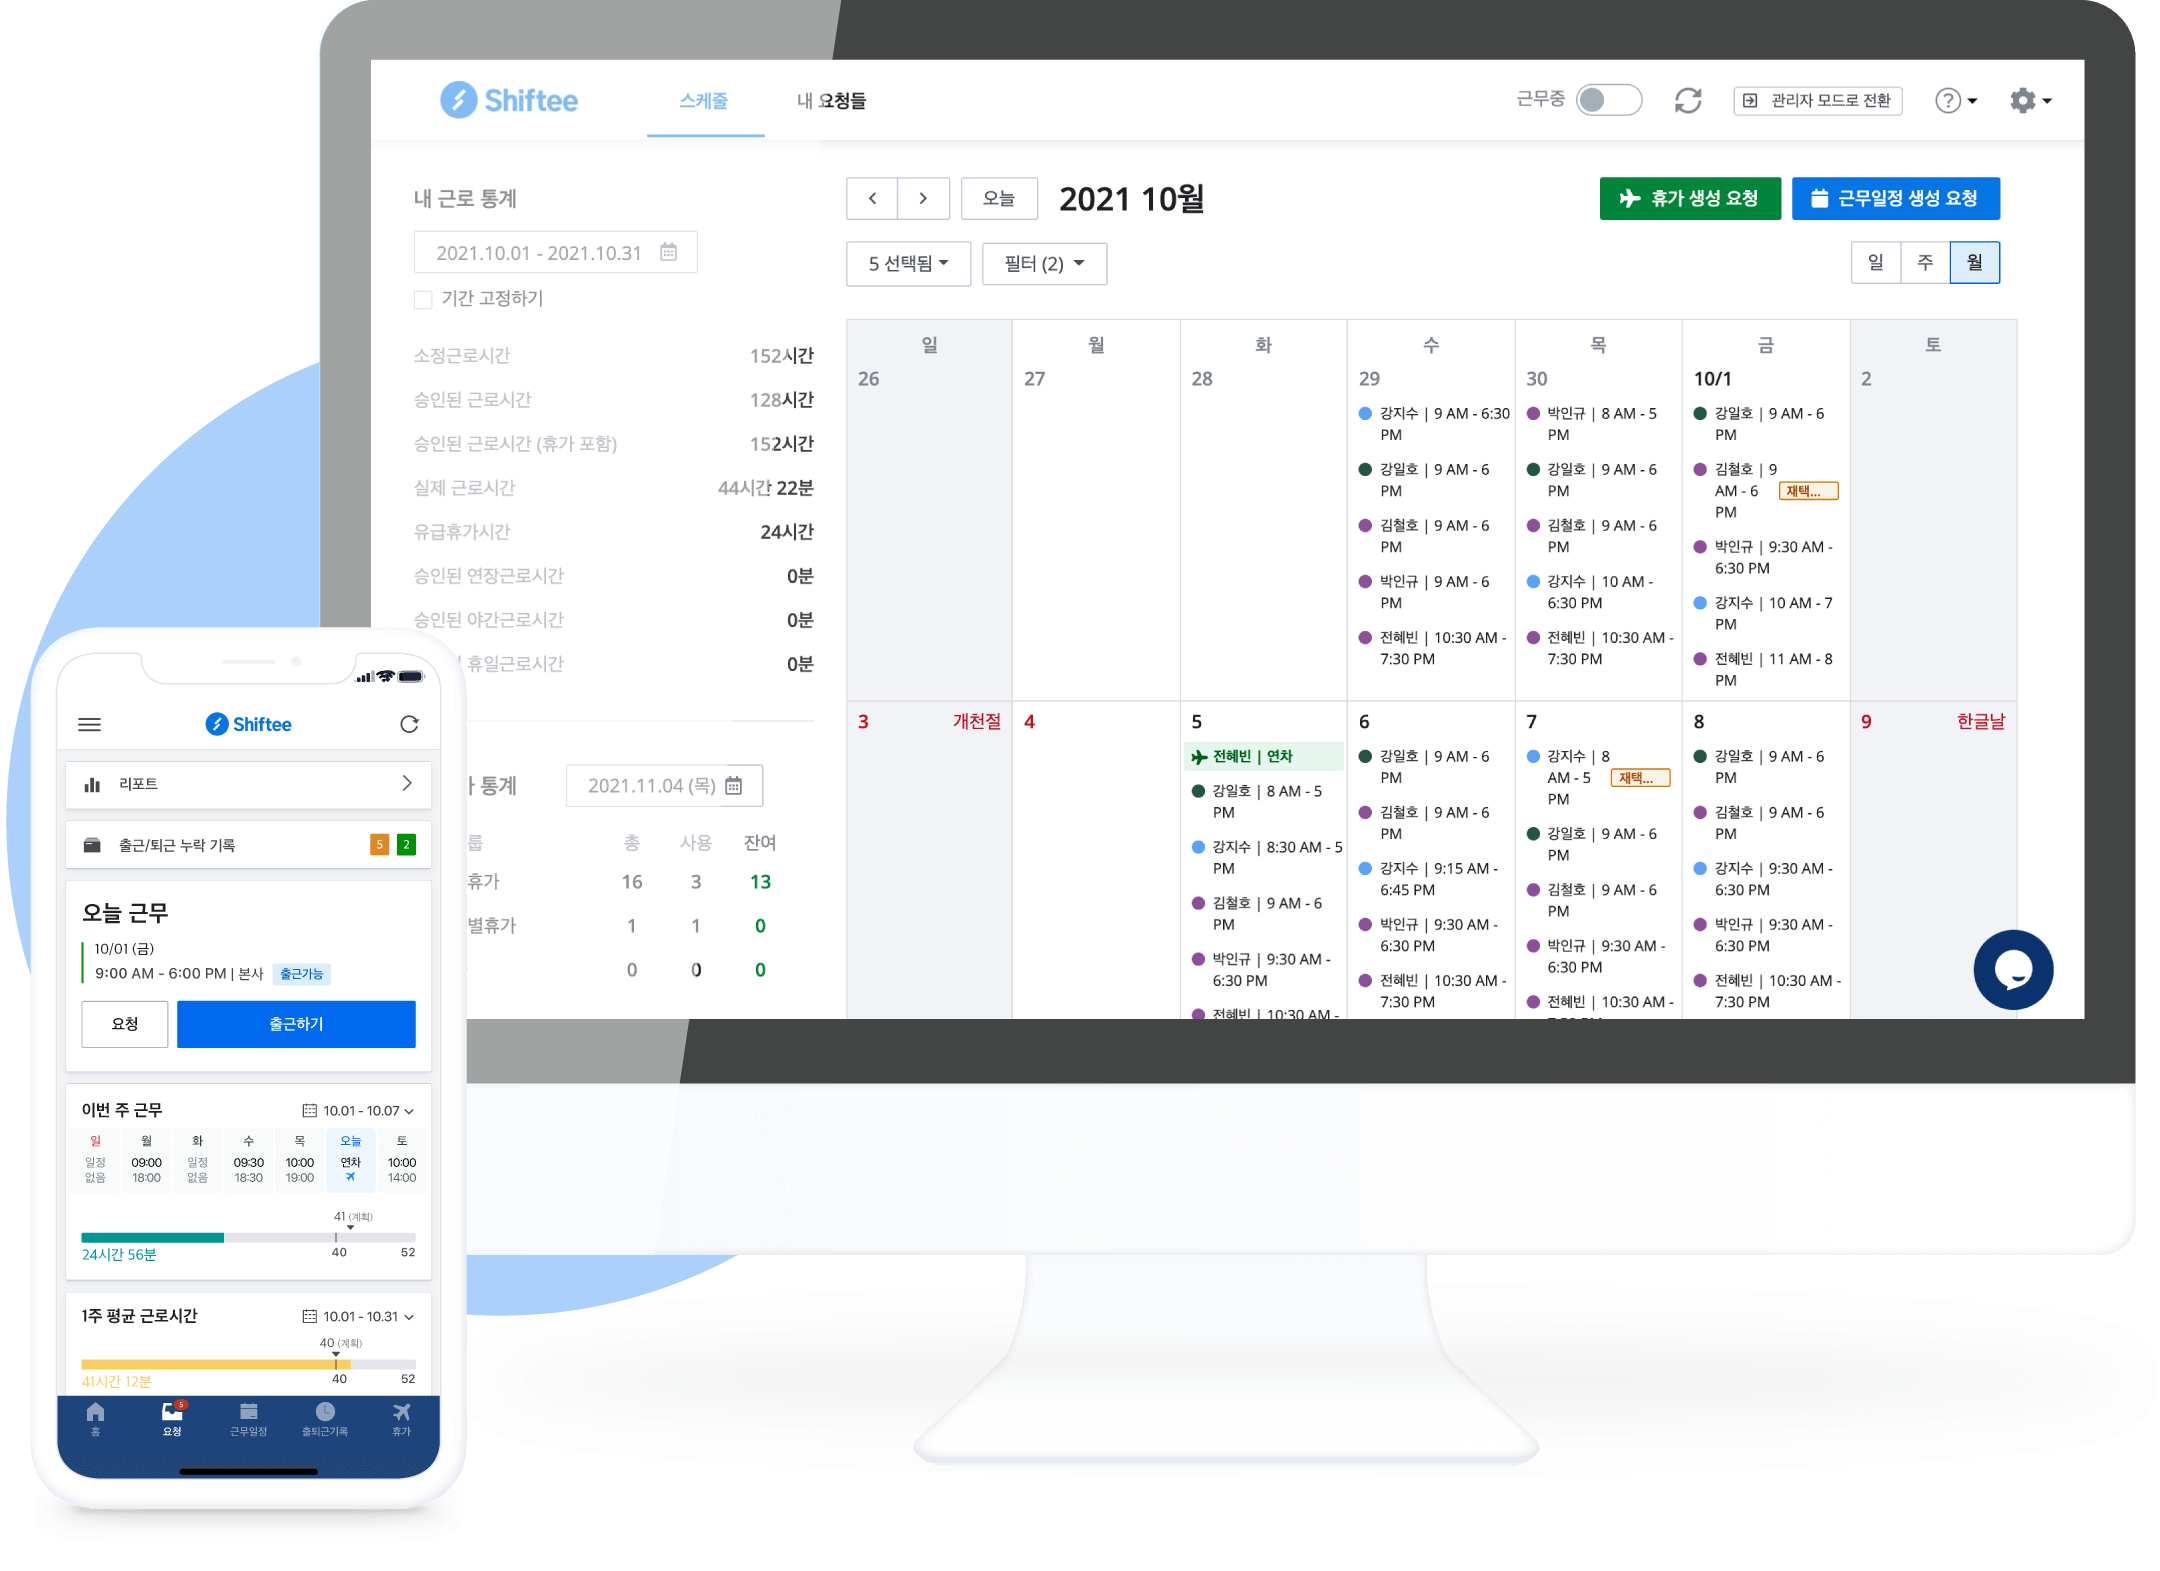 Shiftee
스케줄
내 요청들
근무중
관리자 모드로 전환
내 근로 통계
2021.10.01 - 2021.10.31
기간 고정하기
소정근로시간 152시간
승인된 근로시간 128시간
승인된 근로시간 (휴가 포함) 152시간
실제 근로시간 44시간 22분
유급휴가시간 24시간
승인된 연장근로시간 0분
승인된 야간근로시간 0분
휴일근로시간 0분
통계
2021.11.04 (목)
총 사용 잔여
휴가 16 3 13
별휴가 1 1 0
0 0 0
오늘
2021 10월
휴가 생성 요청
근무일정 생성 요청
5 선택됨
필터 (2)
일 주 월
일 월 화 수 목 금 토
26
27
28
29
강지수 | 9 AM - 6:30
PM
강일호 | 9 AM - 6
PM
김철호 | 9 AM - 6
PM
박인규 | 9 AM - 6
PM
전혜빈 | 10:30 AM -
7:30 PM
30
박인규 | 8 AM - 5
PM
강일호 | 9 AM - 6
PM
김철호 | 9 AM - 6
PM
강지수 | 10 AM -
6:30 PM
전혜빈 | 10:30 AM -
7:30 PM
10/1
강일호 | 9 AM - 6
PM
김철호 | 9
AM - 6 재택...
PM
박인규 | 9:30 AM -
6:30 PM
강지수 | 10 AM - 7
PM
전혜빈 | 11 AM - 8
PM
2
3 개천절
4
5
전혜빈 | 연차
강일호 | 8 AM - 5
PM
강지수 | 8:30 AM - 5
PM
김철호 | 9 AM - 6
PM
박인규 | 9:30 AM -
6:30 PM
전혜빈 | 10:30 AM -
6
강일호 | 9 AM - 6
PM
김철호 | 9 AM - 6
PM
강지수 | 9:15 AM -
6:45 PM
박인규 | 9:30 AM -
6:30 PM
전혜빈 | 10:30 AM -
7:30 PM
7
강지수 | 8
AM - 5 재택...
PM
강일호 | 9 AM - 6
PM
김철호 | 9 AM - 6
PM
박인규 | 9:30 AM -
6:30 PM
전혜빈 | 10:30 AM -
8
강일호 | 9 AM - 6
PM
김철호 | 9 AM - 6
PM
강지수 | 9:30 AM -
6:30 PM
박인규 | 9:30 AM -
6:30 PM
전혜빈 | 10:30 AM -
7:30 PM
9 한글날
Shiftee
리포트
출근/퇴근 누락 기록 5 2
오늘 근무
10/01 (금)
9:00 AM - 6:00 PM | 본사 출근가능
요청
출근하기
이번 주 근무 10.01 - 10.07
일 월 화 수 목 오늘 토
일정 09:00 일정 09:30 10:00 연차 10:00
없음 18:00 없음 18:30 19:00 14:00
41 (계획)
24시간 56분 40 52
1주 평균 근로시간 10.01 - 10.31
40 (계획)
41시간 12분 40 52
5
홈 요청 근무일정 출퇴근기록 휴가